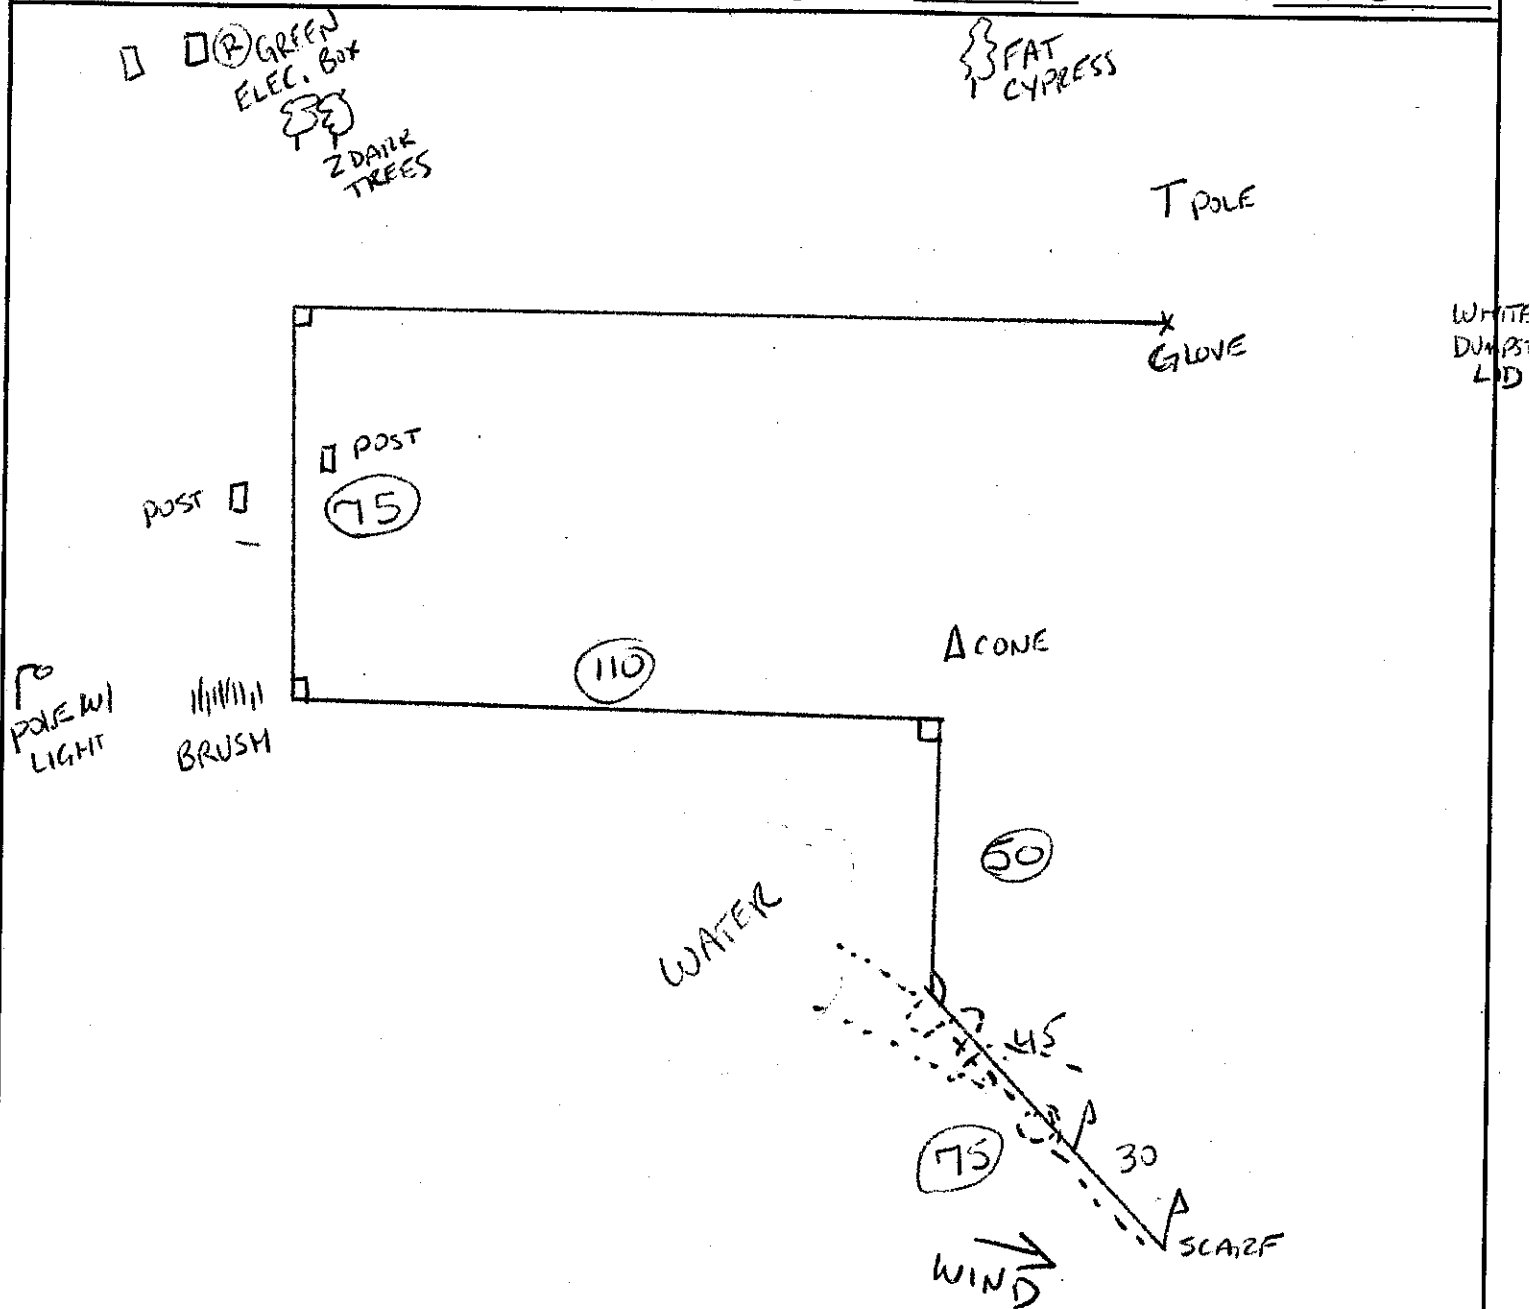 Ⓡ GREEN
ELEC. BOX
2 DARK
TREES
FAT
CYPRESS
T POLE
GLOVE
WHITE
LID
POST
POST
75
CONE
110
POLE W/
LIGHT
BRUSH
50
WATER
45
75
30
SCARF
WIND